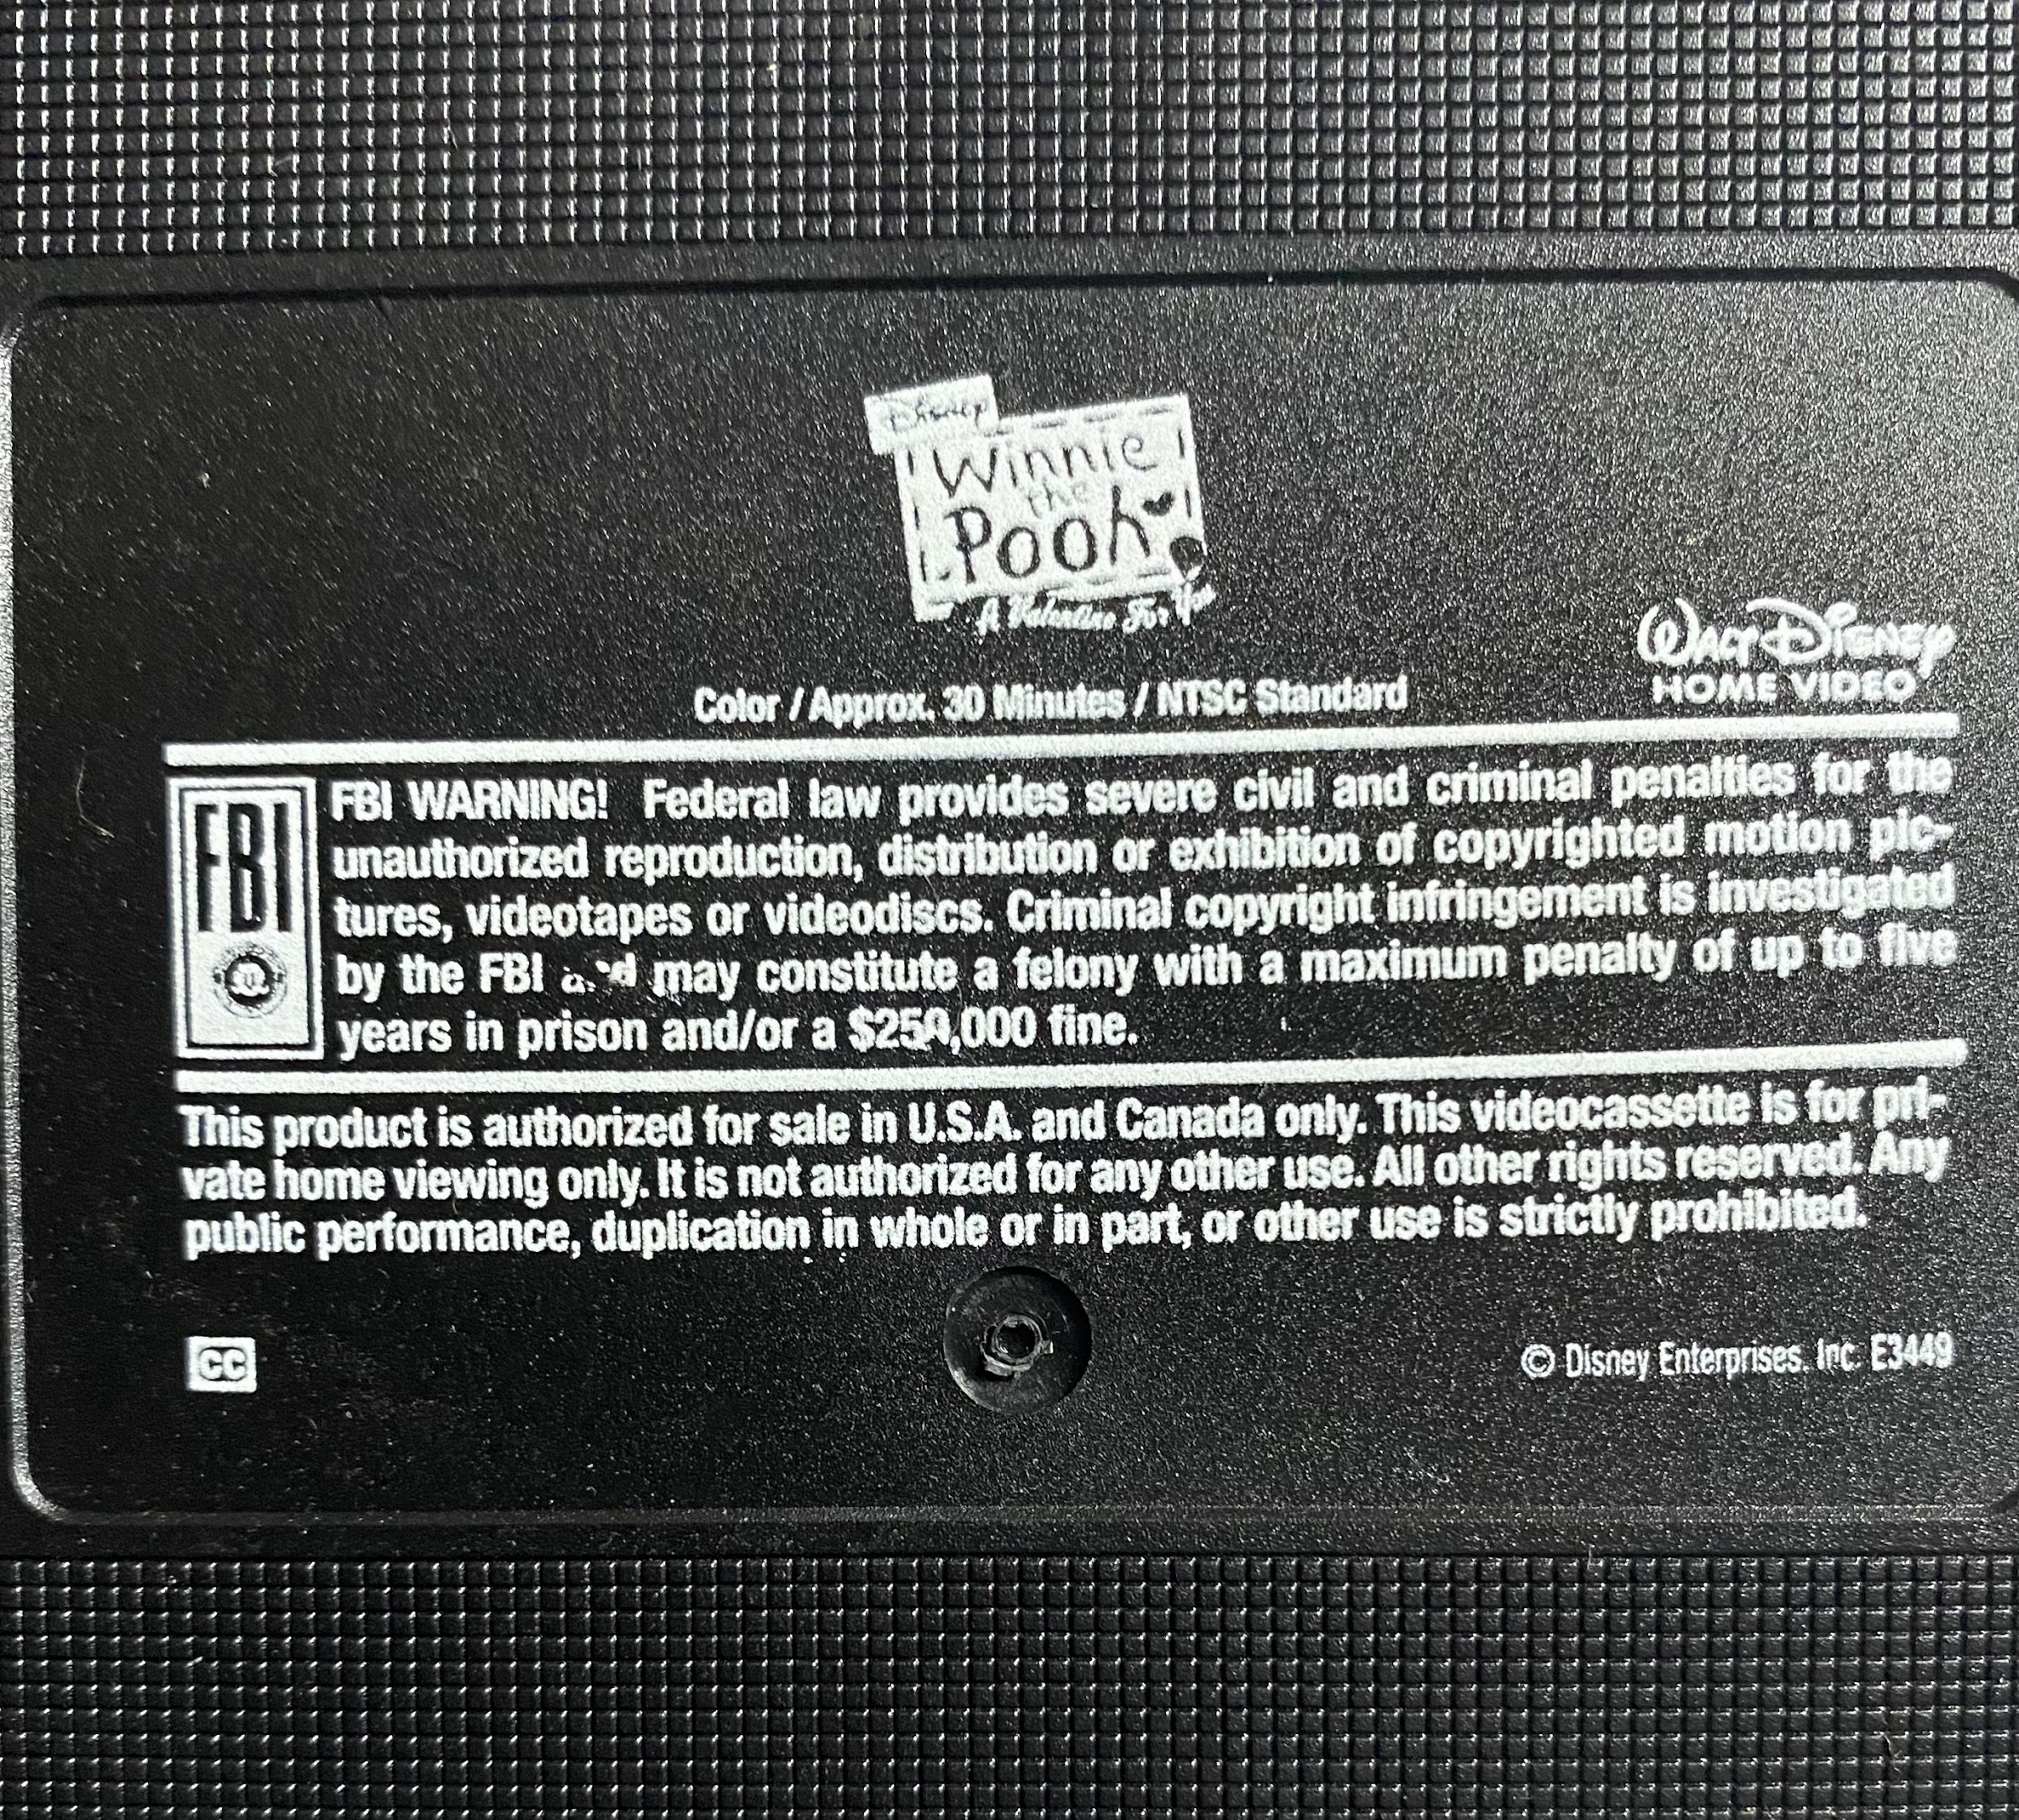 Disney
Winnie
the
Pooh
A Valentine For You
WALT DISNEY
HOME VIDEO
Color / Approx. 30 Minutes / NTSC Standard
FBI
FBI WARNING! Federal law provides severe civil and criminal penalties for the
unauthorized reproduction, distribution or exhibition of copyrighted motion pic-
tures, videotapes or videodiscs. Criminal copyright infringement is investigated
by the FBI and may constitute a felony with a maximum penalty of up to five
years in prison and/or a $250,000 fine.
This product is authorized for sale in U.S.A. and Canada only. This videocassette is for pri-
vate home viewing only. It is not authorized for any other use. All other rights reserved. Any
public performance, duplication in whole or in part, or other use is strictly prohibited.
CC
© Disney Enterprises, Inc. E3449